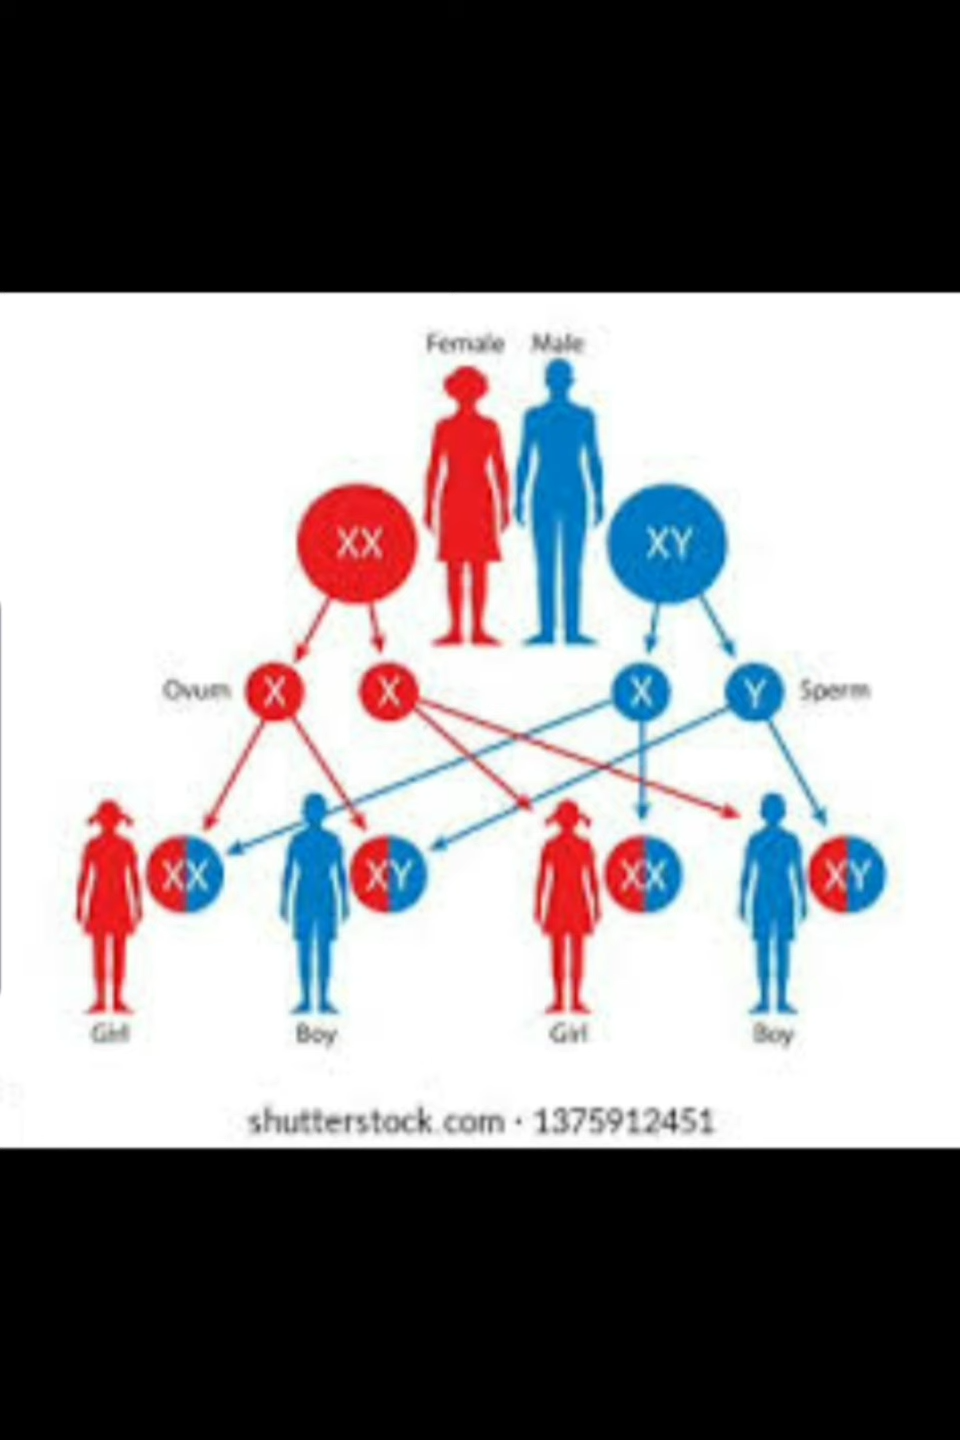 Female Male
XX XY
Ovum X X X Y Sperm
XX XY XX XY
Girl Boy Girl Boy
shutterstock.com · 1375912451